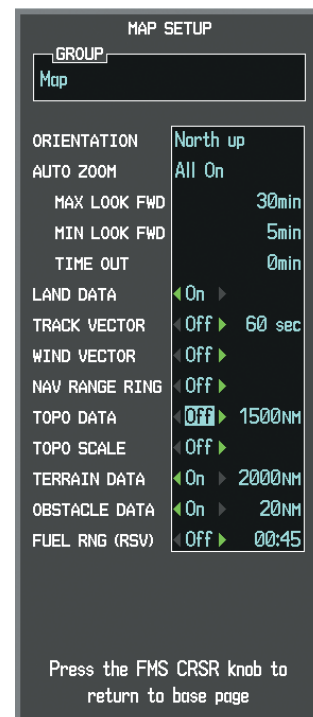 MAP SETUP
GROUP
Map
ORIENTATION North up
AUTO ZOOM All On
MAX LOOK FWD 30min
MIN LOOK FWD 5min
TIME OUT 0min
LAND DATA On
TRACK VECTOR Off 60 sec
WIND VECTOR Off
NAV RANGE RING Off
TOPO DATA Off 1500NM
TOPO SCALE Off
TERRAIN DATA On 2000NM
OBSTACLE DATA On 20NM
FUEL RNG (RSV) Off 00:45
Press the FMS CRSR knob to
return to base page